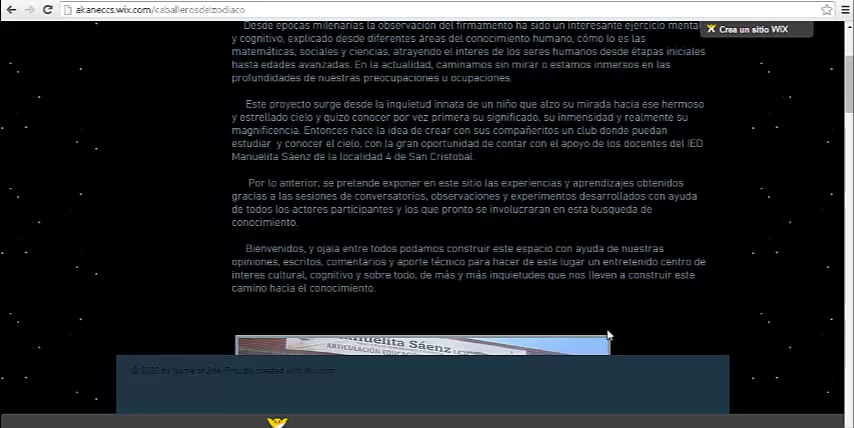 akaneccs.wix.com/caballerosdelzodiaco
Crea un sitio WIX
Desde épocas milenarias la observación del firmamento ha sido un interesante ejercicio mental
y cognitivo, explicado desde diferentes áreas del conocimiento humano, cómo lo es las
matemáticas, sociales y ciencias, atrayendo el interes de los seres humanos desde étapas iniciales
hasta edades avanzadas. En la actualidad, caminamos sin mirar o estamos inmersos en las
profundidades de nuestras preocupaciones u ocupaciones.
Este proyecto surge desde la inquietud innata de un niño que alzo su mirada hacia ese hermoso
y estrellado cielo y quizo conocer por vez primera su significado, su inmensidad y realmente su
magnificencia. Entonces nace la idea de crear con sus compañeritos un club donde puedan
estudiar y conocer el cielo, con la gran oportunidad de contar con el apoyo de los docentes del IED
Manuelita Sáenz de la localidad 4 de San Cristobal.
Por lo anterior, se pretende exponer en este sitio las experiencias y aprendizajes obtenidos
gracias a las sesiones de conversatorios, observaciones y experimentos desarrollados con ayuda
de todos los actores participantes y los que pronto se involucraran en esta busqueda de
conocimiento.
Bienvenidos, y ojala entre todos podamos construir este espacio con ayuda de nuestras
opiniones, escritos, comentarios y aporte técnico para hacer de este lugar un entretenido centro de
interes cultural, cognitivo y sobre todo, de más y más inquietudes que nos lleven a construir este
camino hacia el conocimiento.
anuelita Sáenz
ARTICULACIÓN
© 2023 by Name of Site. Proudly created with Wix.com